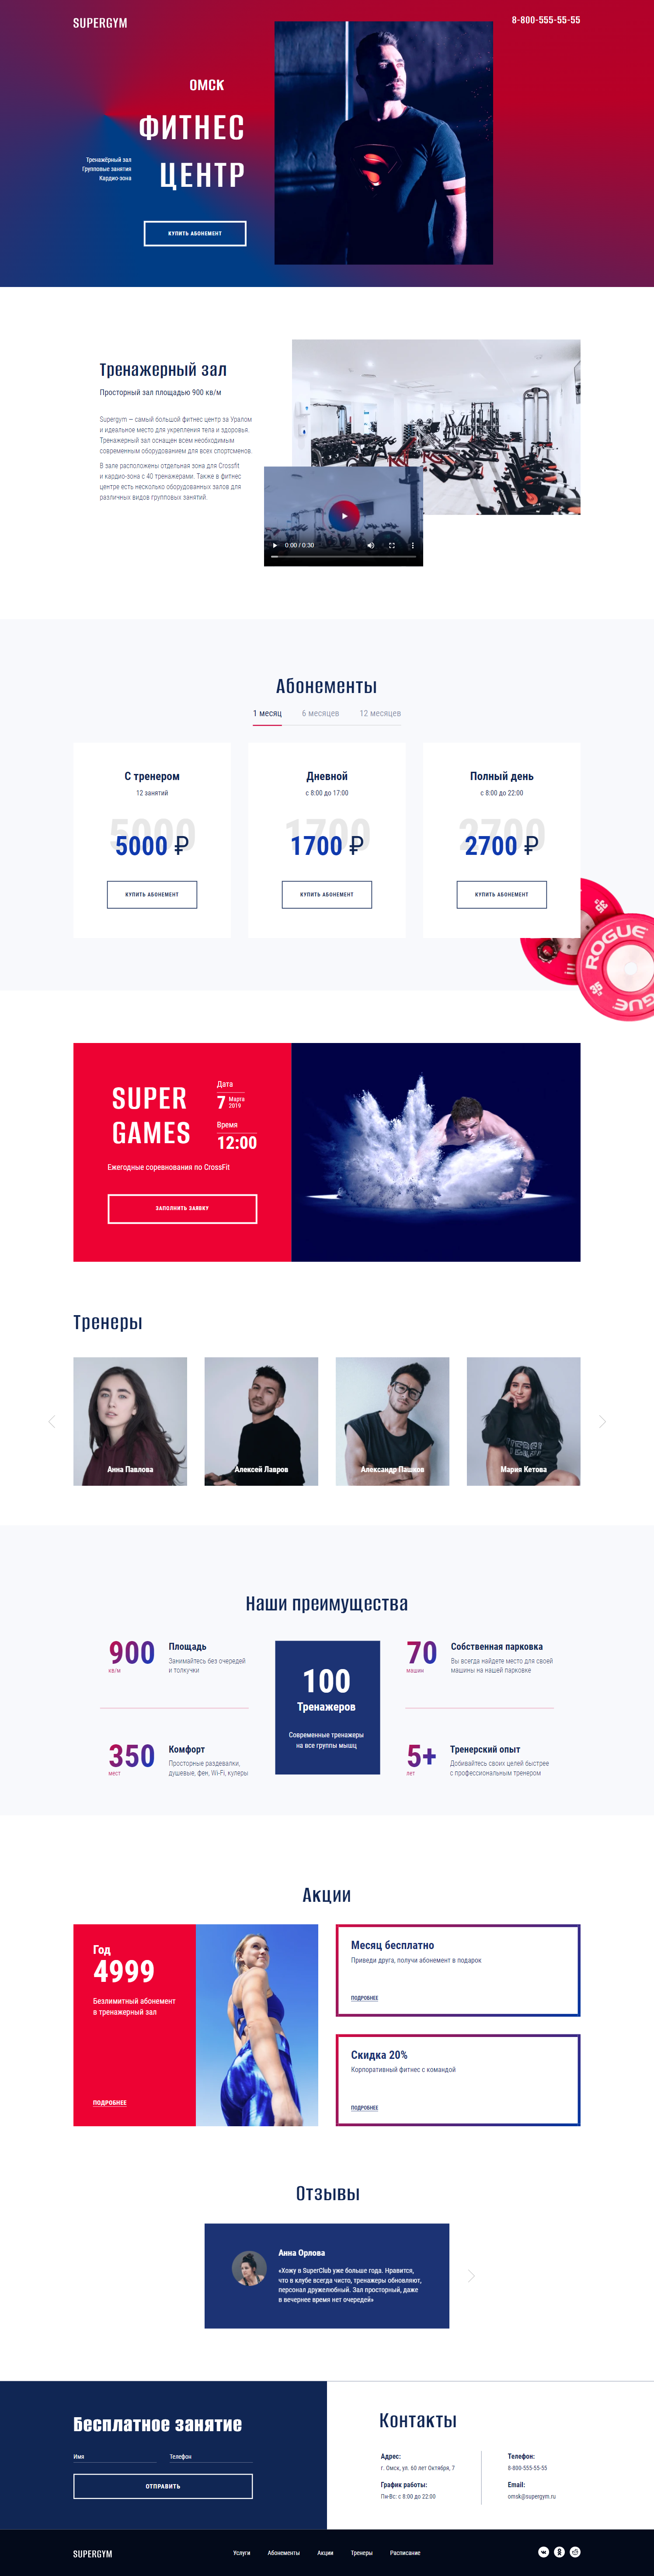 SUPERGYM
8-800-555-55-55
ОМСК
ФИТНЕС
ЦЕНТР
Тренажёрный зал
Групповые занятия
Кардио-зона
КУПИТЬ АБОНЕМЕНТ
Тренажерный зал
Просторный зал площадью 900 кв/м
Supergym — самый большой фитнес центр за Уралом
и идеальное место для укрепления тела и здоровья.
Тренажерный зал оснащен всем необходимым
современным оборудованием для всех спортсменов.
В зале расположены отдельная зона для Crossfit
и кардио-зона с 40 тренажерами. Также в фитнес
центре есть несколько оборудованных залов для
различных видов групповых занятий.
0:00 / 0:30
Абонементы
1 месяц
6 месяцев
12 месяцев
С тренером
12 занятий
5000
5000 ₽
КУПИТЬ АБОНЕМЕНТ
Дневной
с 8:00 до 17:00
1700
1700 ₽
КУПИТЬ АБОНЕМЕНТ
Полный день
с 8:00 до 22:00
2700
2700 ₽
КУПИТЬ АБОНЕМЕНТ
ROGUE
SUPER
GAMES
Дата
7 Марта
2019
Время
12:00
Ежегодные соревнования по CrossFit
ЗАПОЛНИТЬ ЗАЯВКУ
Тренеры
Анна Павлова
Алексей Лавров
Александр Пашков
Мария Кетова
Наши преимущества
900
кв/м
Площадь
Занимайтесь без очередей
и толкучки
350
мест
Комфорт
Просторные раздевалки,
душевые, фен, Wi-Fi, кулеры
100
Тренажеров
Современные тренажеры
на все группы мышц
70
машин
Собственная парковка
Вы всегда найдете место для своей
машины на нашей парковке
5+
лет
Тренерский опыт
Добивайтесь своих целей быстрее
с профессиональным тренером
Акции
Год
4999
Безлимитный абонемент
в тренажерный зал
ПОДРОБНЕЕ
Месяц бесплатно
Приведи друга, получи абонемент в подарок
ПОДРОБНЕЕ
Скидка 20%
Корпоративный фитнес с командой
ПОДРОБНЕЕ
Отзывы
Анна Орлова
«Хожу в SuperClub уже больше года. Нравится,
что в клубе всегда чисто, тренажеры обновляют,
персонал дружелюбный. Зал просторный, даже
в вечернее время нет очередей»
Бесплатное занятие
Имя
Телефон
ОТПРАВИТЬ
Контакты
Адрес:
г. Омск, ул. 60 лет Октября, 7
График работы:
Пн-Вс: с 8:00 до 22:00
Телефон:
8-800-555-55-55
Email:
omsk@supergym.ru
SUPERGYM
Услуги
Абонементы
Акции
Тренеры
Расписание